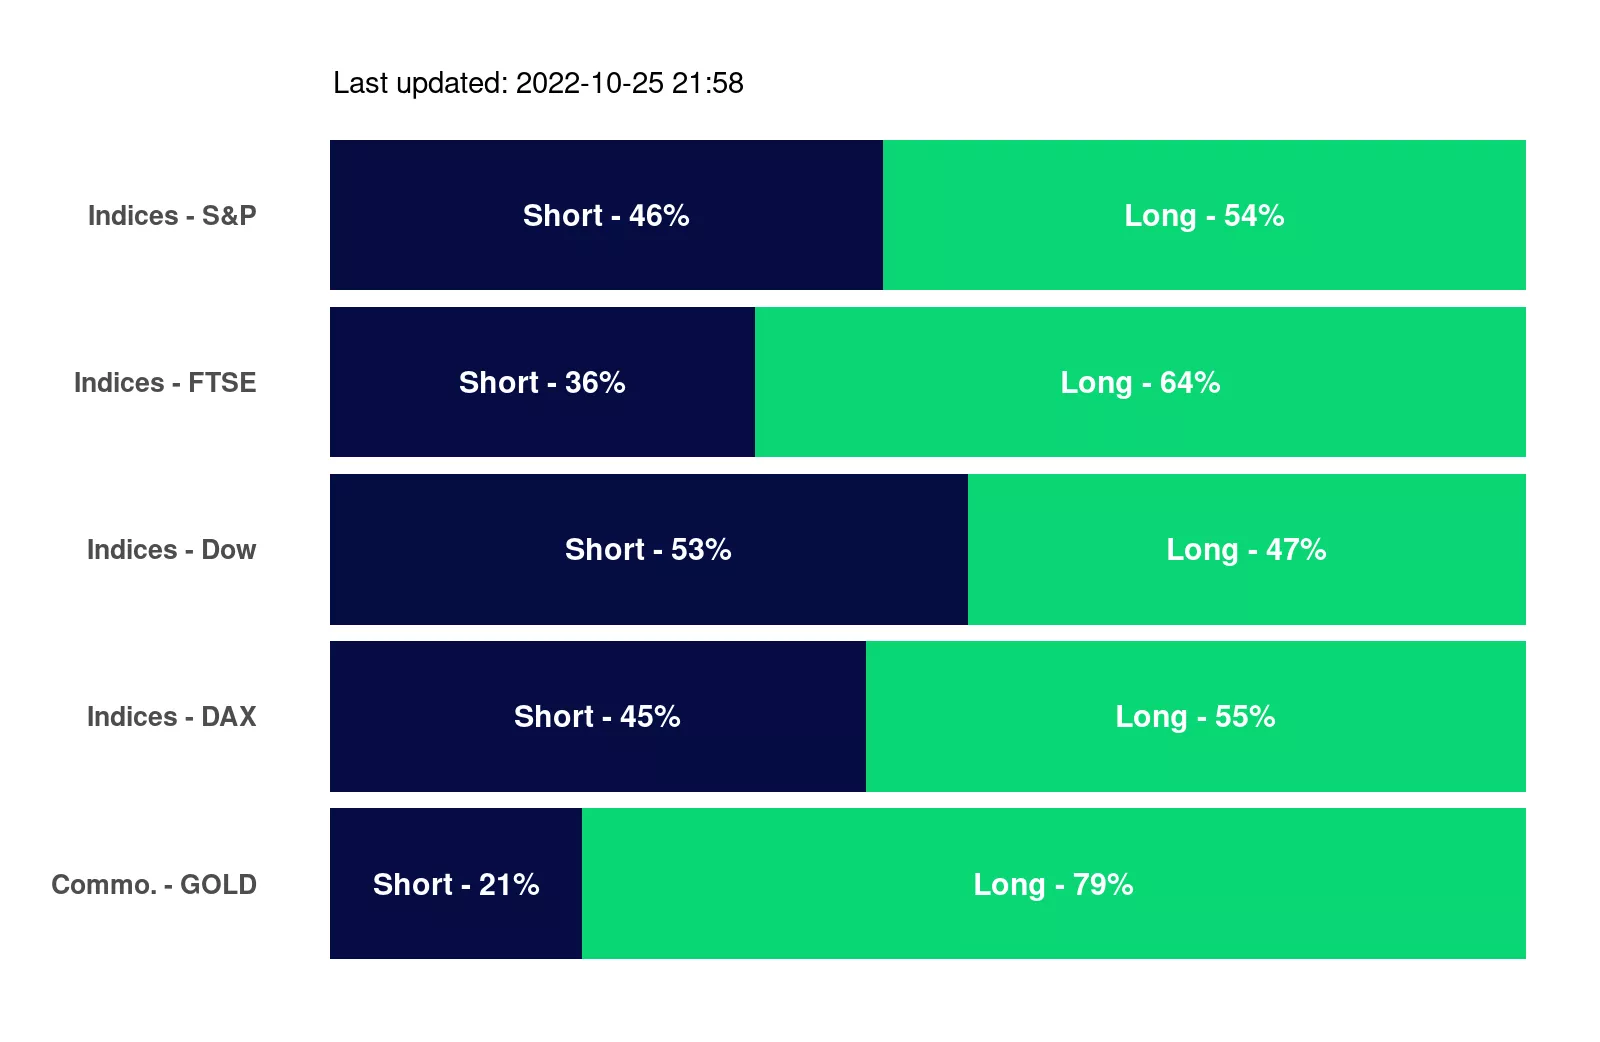 Last updated: 2022-10-25 21:58
Indices - S&P Short - 46% Long - 54%
Indices - FTSE Short - 36% Long - 64%
Indices - Dow Short - 53% Long - 47%
Indices - DAX Short - 45% Long - 55%
Commo. - GOLD Short - 21% Long - 79%